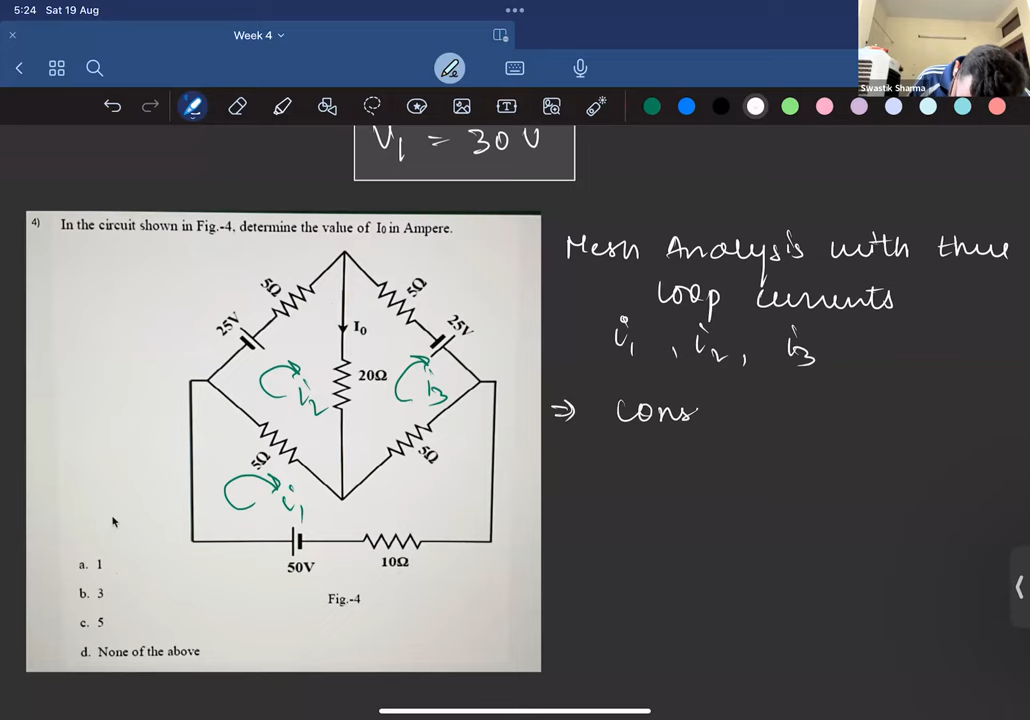 5:24 Sat 19 Aug
Week 4
Swastik Sharma
V1 = 30 V
4) In the circuit shown in Fig.-4, determine the value of I0 in Ampere.
5Ω
5Ω
25V
25V
I0
20Ω
i2
i3
5Ω
5Ω
i1
50V
10Ω
Fig.-4
a. 1
b. 3
c. 5
d. None of the above
Mesh Analysis with three
loop currents
i1 , i2, i3
⇒ cons